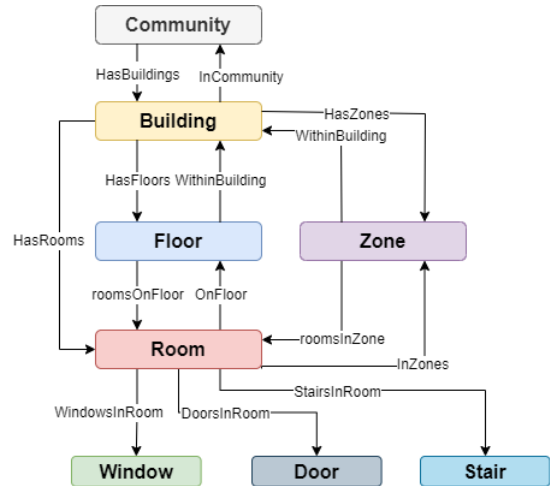 Community
HasBuildings
InCommunity
Building
HasZones
WithinBuilding
HasFloors
WithinBuilding
HasRooms
Floor
Zone
roomsOnFloor
OnFloor
Room
roomsInZone
InZones
StairsInRoom
WindowsInRoom
DoorsInRoom
Window
Door
Stair